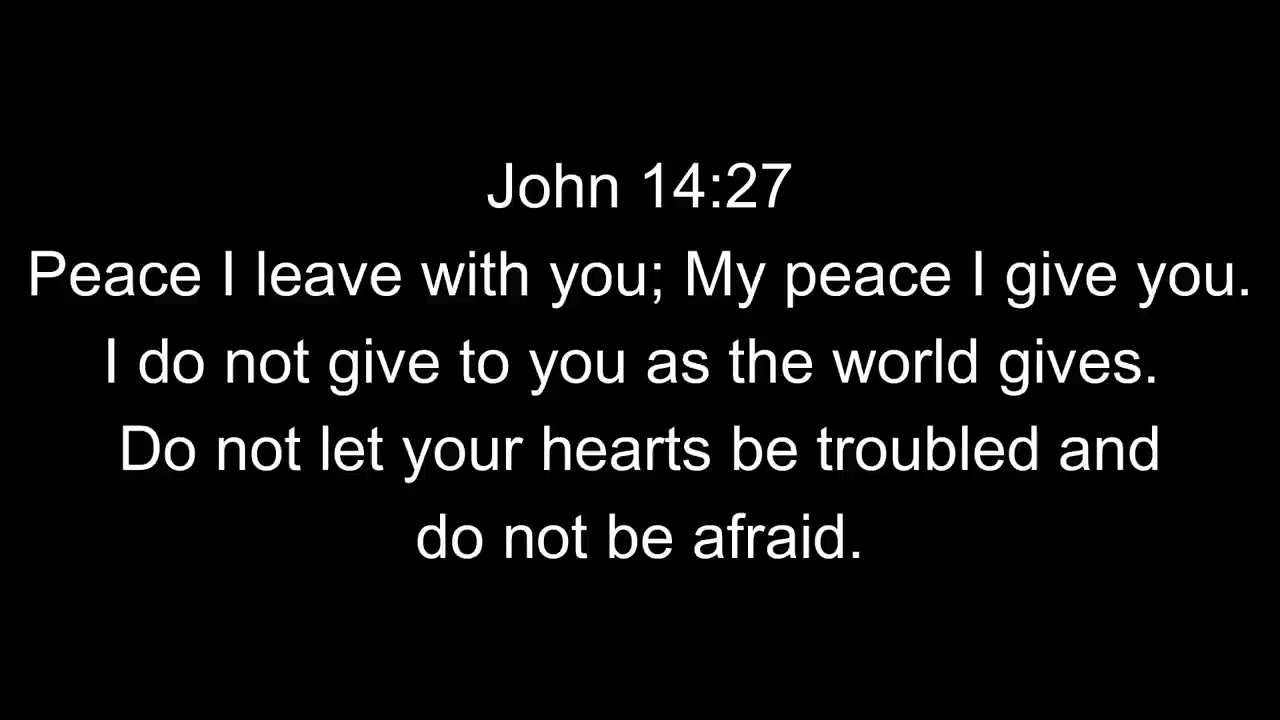 John 14:27
Peace I leave with you; My peace I give you.
I do not give to you as the world gives.
Do not let your hearts be troubled and
do not be afraid.